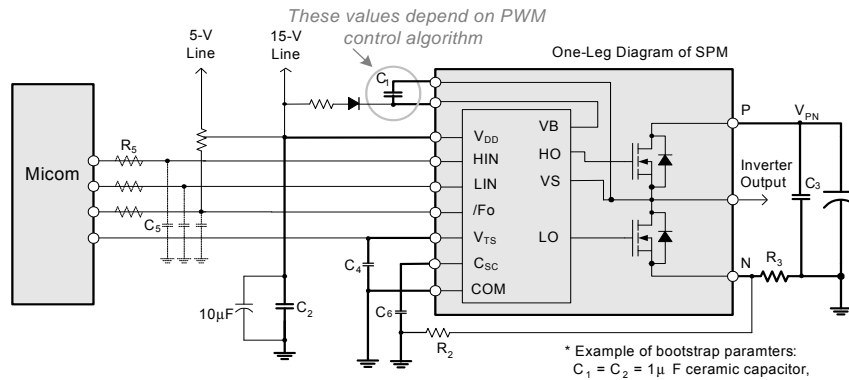 These values depend on PWM
control algorithm
5-V
Line
15-V
Line
One-Leg Diagram of SPM
C1
P
VPN
R5
Micom
VDD
HIN
LIN
/Fo
VTS
CSC
COM
VB
HO
VS
LO
Inverter
Output
C3
C5
C4
N
R3
10μF
C2
C6
R2
* Example of bootstrap paramters:
C1 = C2 = 1μ F ceramic capacitor,